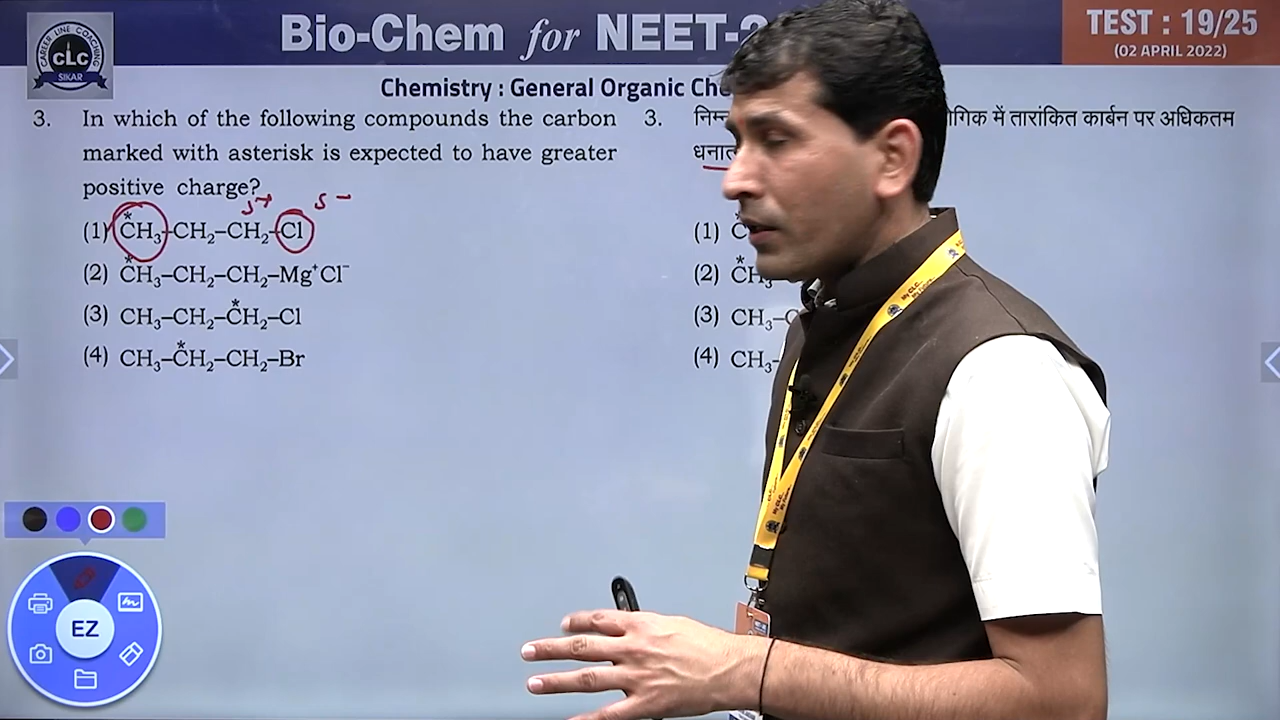 CAREER LINE COACHING
CLC
SIKAR
Bio-Chem for NEET-2
TEST : 19/25
(02 APRIL 2022)
Chemistry : General Organic Che
3. In which of the following compounds the carbon
marked with asterisk is expected to have greater
positive charge?
δ+ δ−
(1) *CH₃–CH₂–CH₂–Cl
(2) *CH₃–CH₂–CH₂–Mg⁺Cl⁻
(3) CH₃–CH₂–*CH₂–Cl
(4) CH₃–*CH₂–CH₂–Br
3. में तारांकित कार्बन पर अधिकतम
(1)
(2) *CH₃
(3) CH₃–
(4) CH₃–
EZ